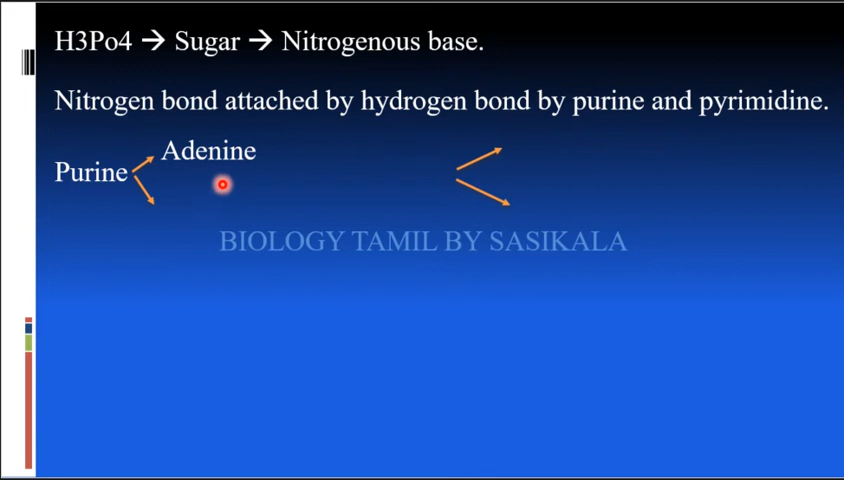 H3Po4 → Sugar → Nitrogenous base.
Nitrogen bond attached by hydrogen bond by purine and pyrimidine.
Adenine
Purine
BIOLOGY TAMIL BY SASIKALA